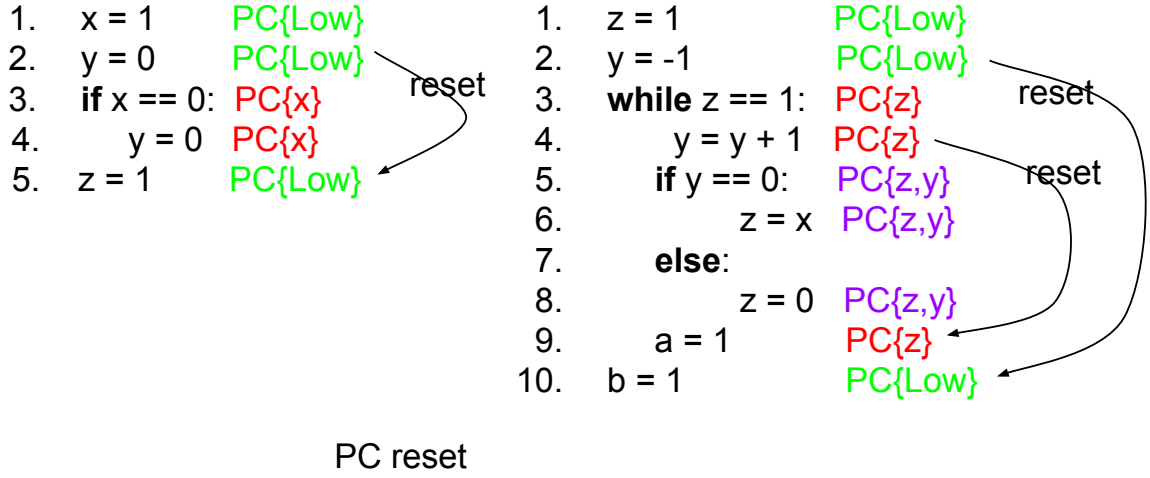 1. x = 1 PC{Low}
2. y = 0 PC{Low}
reset
3. if x == 0: PC{x}
4. y = 0 PC{x}
5. z = 1 PC{Low}
1. z = 1 PC{Low}
2. y = -1 PC{Low}
reset
3. while z == 1: PC{z}
4. y = y + 1 PC{z}
reset
5. if y == 0: PC{z,y}
6. z = x PC{z,y}
7. else:
8. z = 0 PC{z,y}
9. a = 1 PC{z}
10. b = 1 PC{Low}
PC reset